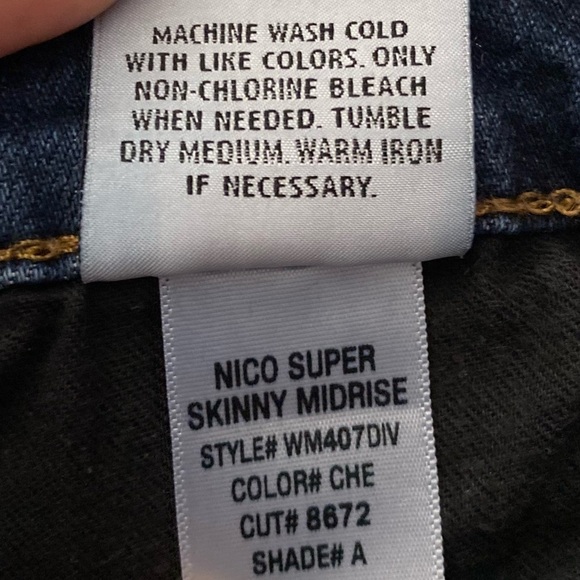 MACHINE WASH COLD
WITH LIKE COLORS. ONLY
NON-CHLORINE BLEACH
WHEN NEEDED. TUMBLE
DRY MEDIUM. WARM IRON
IF NECESSARY.
NICO SUPER
SKINNY MIDRISE
STYLE# WM407DIV
COLOR# CHE
CUT# 8672
SHADE# A